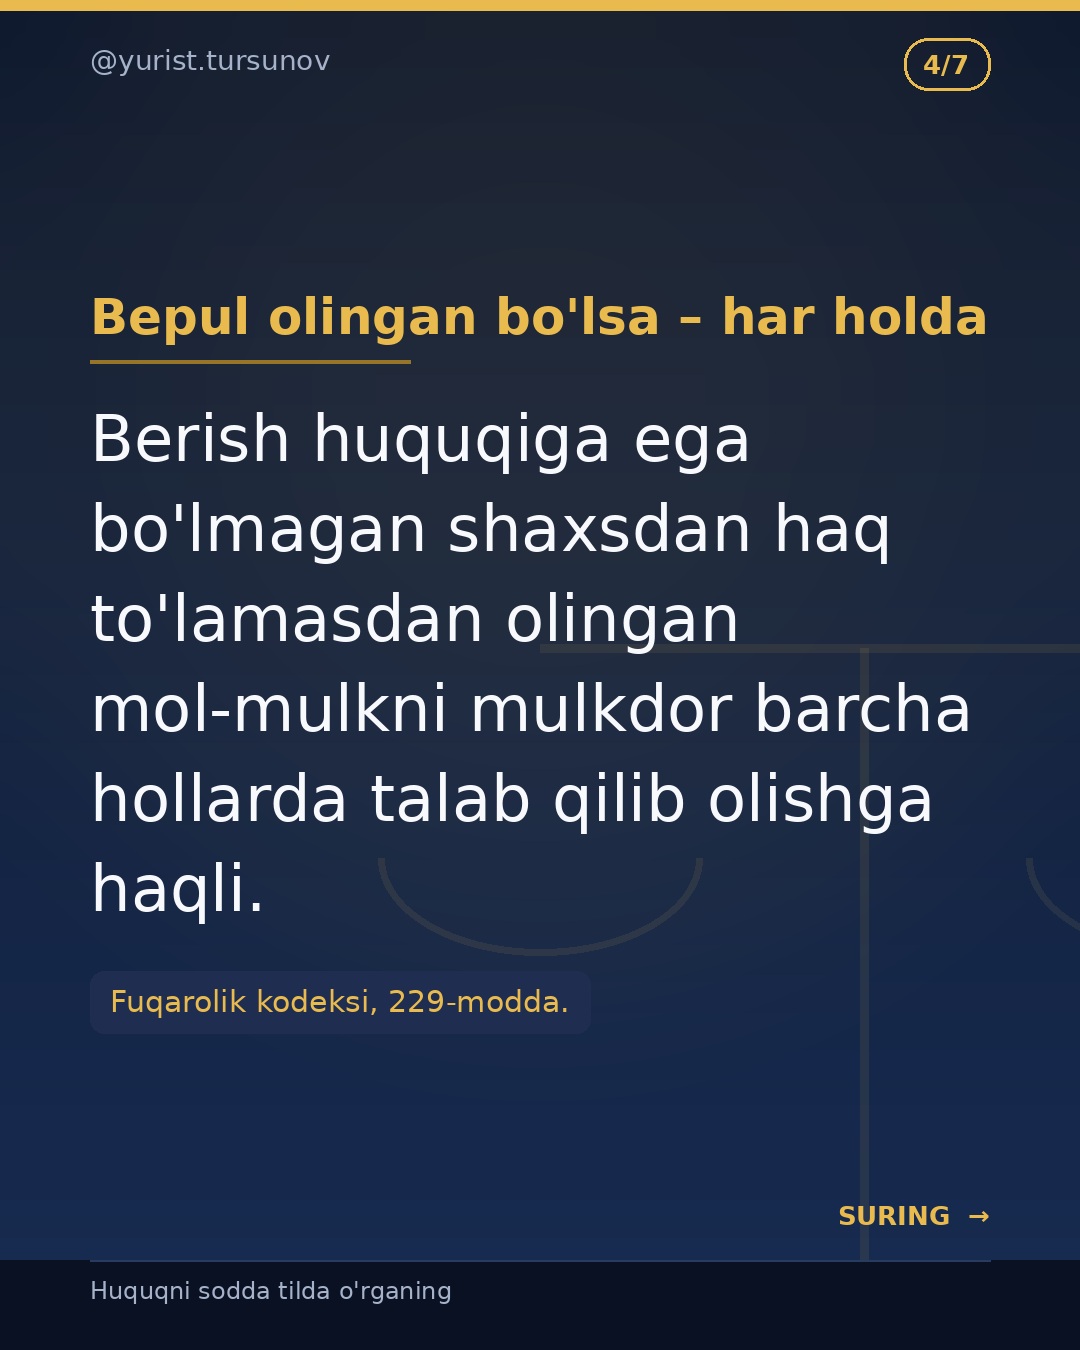 @yurist.tursunov
4/7
Bepul olingan bo'lsa – har holda
Berish huquqiga ega
bo'lmagan shaxsdan haq
to'lamasdan olingan
mol-mulkni mulkdor barcha
hollarda talab qilib olishga
haqli.
Fuqarolik kodeksi, 229-modda.
SURING →
Huquqni sodda tilda o'rganing